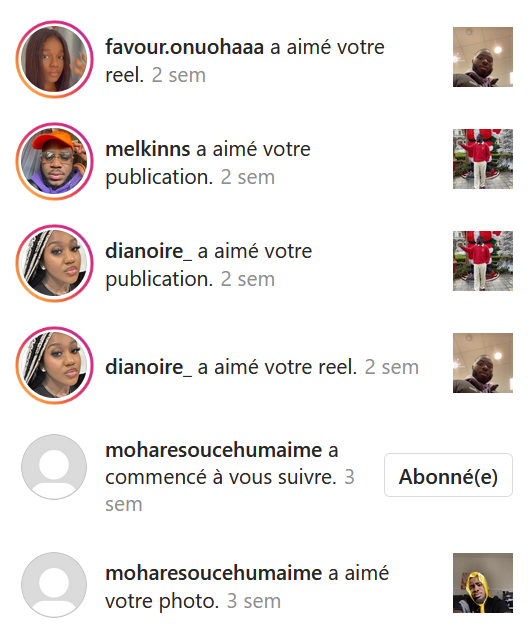 favour.onuohaaa a aimé votre
reel. 2 sem
melkinns a aimé votre
publication. 2 sem
dianoire_ a aimé votre
publication. 2 sem
dianoire_ a aimé votre reel. 2 sem
moharesoucehumaime a
commencé à vous suivre. 3
sem
Abonné(e)
moharesoucehumaime a aimé
votre photo. 3 sem